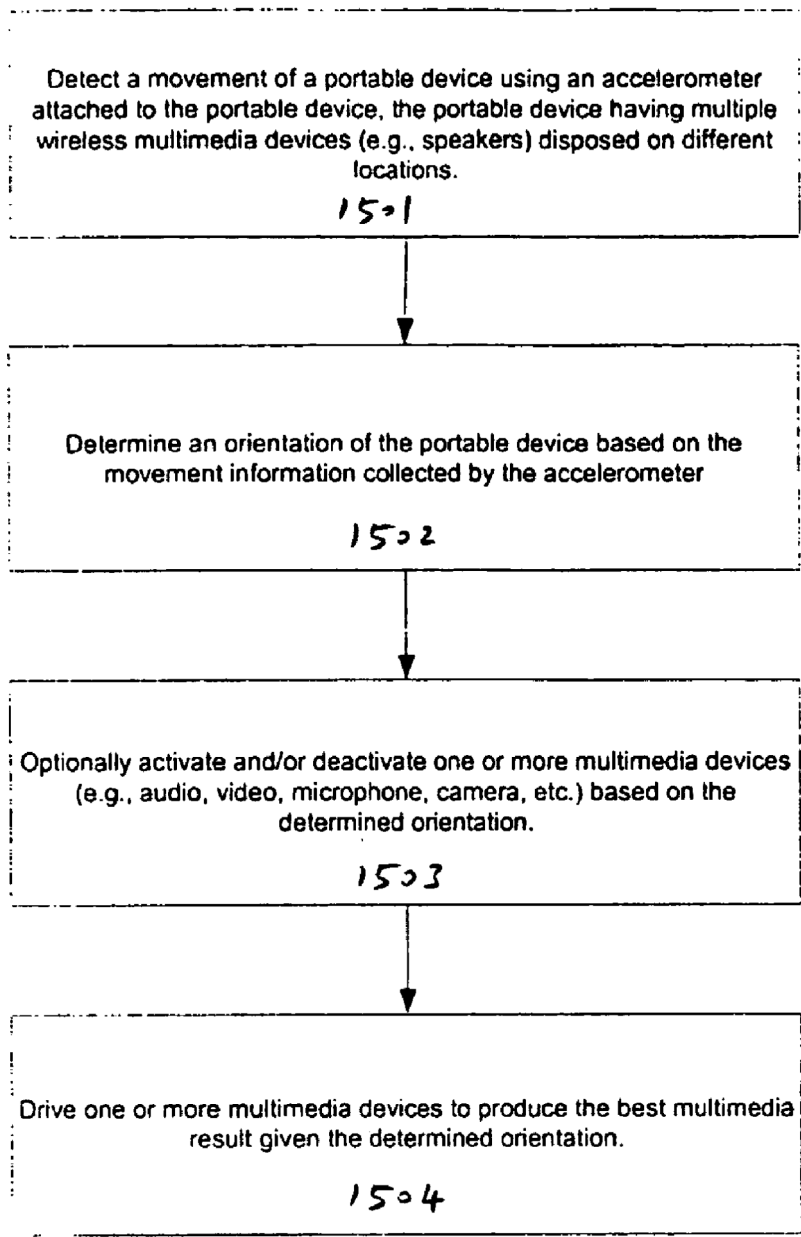 Detect a movement of a portable device using an accelerometer
attached to the portable device, the portable device having multiple
wireless multimedia devices (e.g., speakers) disposed on different
locations.
1501
Determine an orientation of the portable device based on the
movement information collected by the accelerometer
1502
Optionally activate and/or deactivate one or more multimedia devices
(e.g., audio, video, microphone, camera, etc.) based on the
determined orientation.
1503
Drive one or more multimedia devices to produce the best multimedia
result given the determined orientation.
1504